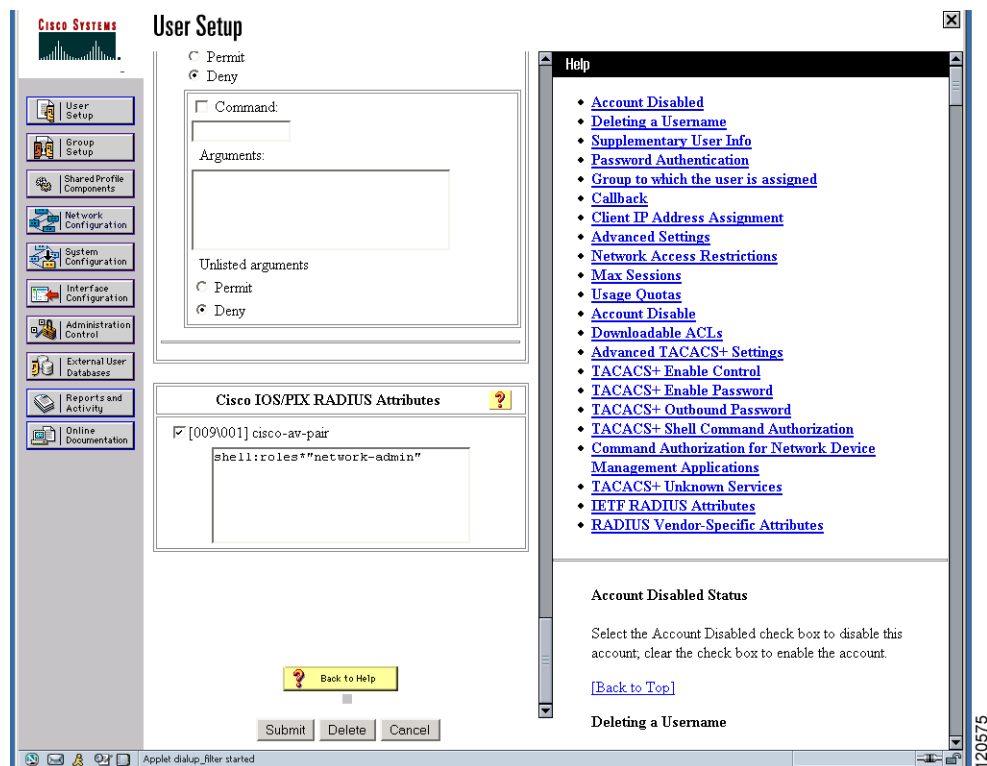 CISCO SYSTEMS
User Setup
User
Setup
Group
Setup
Shared Profile
Components
Network
Configuration
System
Configuration
Interface
Configuration
Administration
Control
External User
Databases
Reports and
Activity
Online
Documentation
Permit
Deny
Command:
Arguments:
Unlisted arguments
Permit
Deny
Cisco IOS/PIX RADIUS Attributes
?
[009\001] cisco-av-pair
shell:roles*"network-admin"
? Back to Help
Submit Delete Cancel
Help
Account Disabled
Deleting a Username
Supplementary User Info
Password Authentication
Group to which the user is assigned
Callback
Client IP Address Assignment
Advanced Settings
Network Access Restrictions
Max Sessions
Usage Quotas
Account Disable
Downloadable ACLs
Advanced TACACS+ Settings
TACACS+ Enable Control
TACACS+ Enable Password
TACACS+ Outbound Password
TACACS+ Shell Command Authorization
Command Authorization for Network Device
Management Applications
TACACS+ Unknown Services
IETF RADIUS Attributes
RADIUS Vendor-Specific Attributes
Account Disabled Status
Select the Account Disabled check box to disable this
account; clear the check box to enable the account.
[Back to Top]
Deleting a Username
Applet dialup_filter started
120575